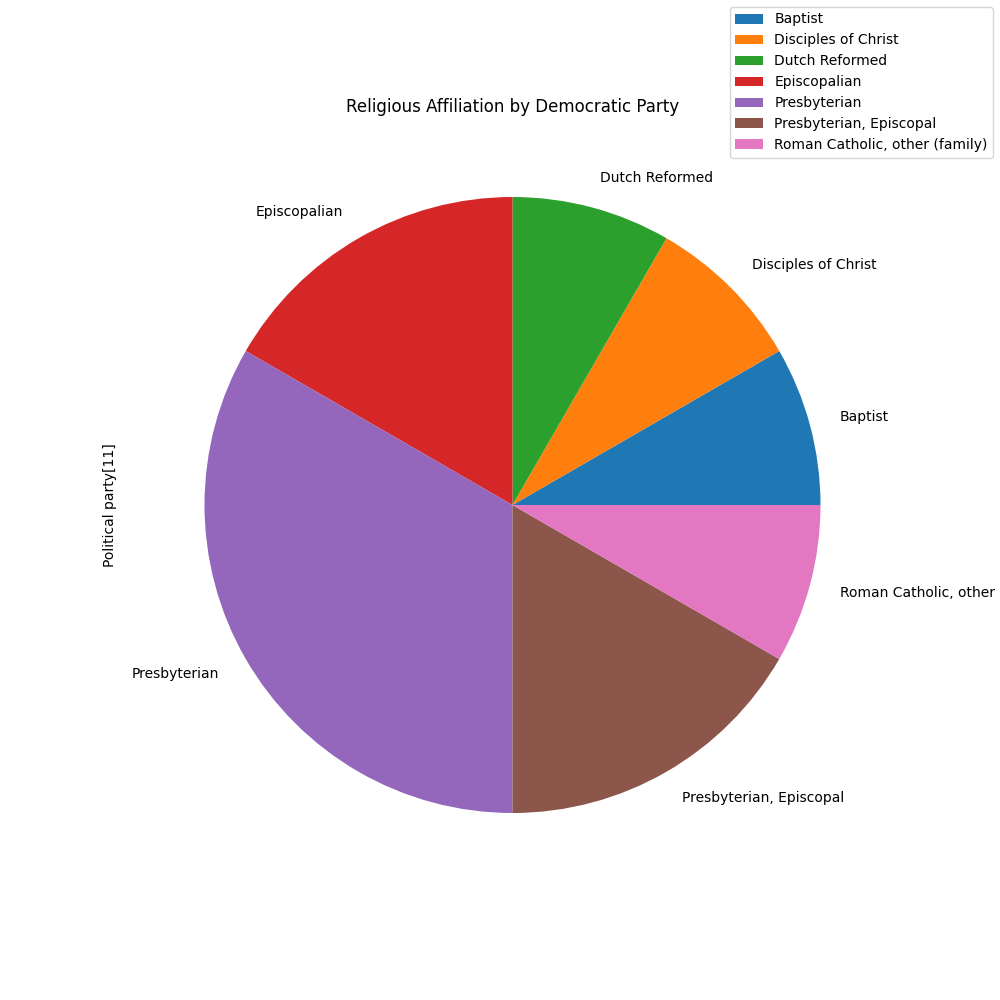 Baptist
Disciples of Christ
Dutch Reformed
Episcopalian
Presbyterian
Presbyterian, Episcopal
Roman Catholic, other (family)
Religious Affiliation by Democratic Party
Dutch Reformed
Episcopalian
Disciples of Christ
Baptist
Political party[11]
Roman Catholic, other
Presbyterian
Presbyterian, Episcopal